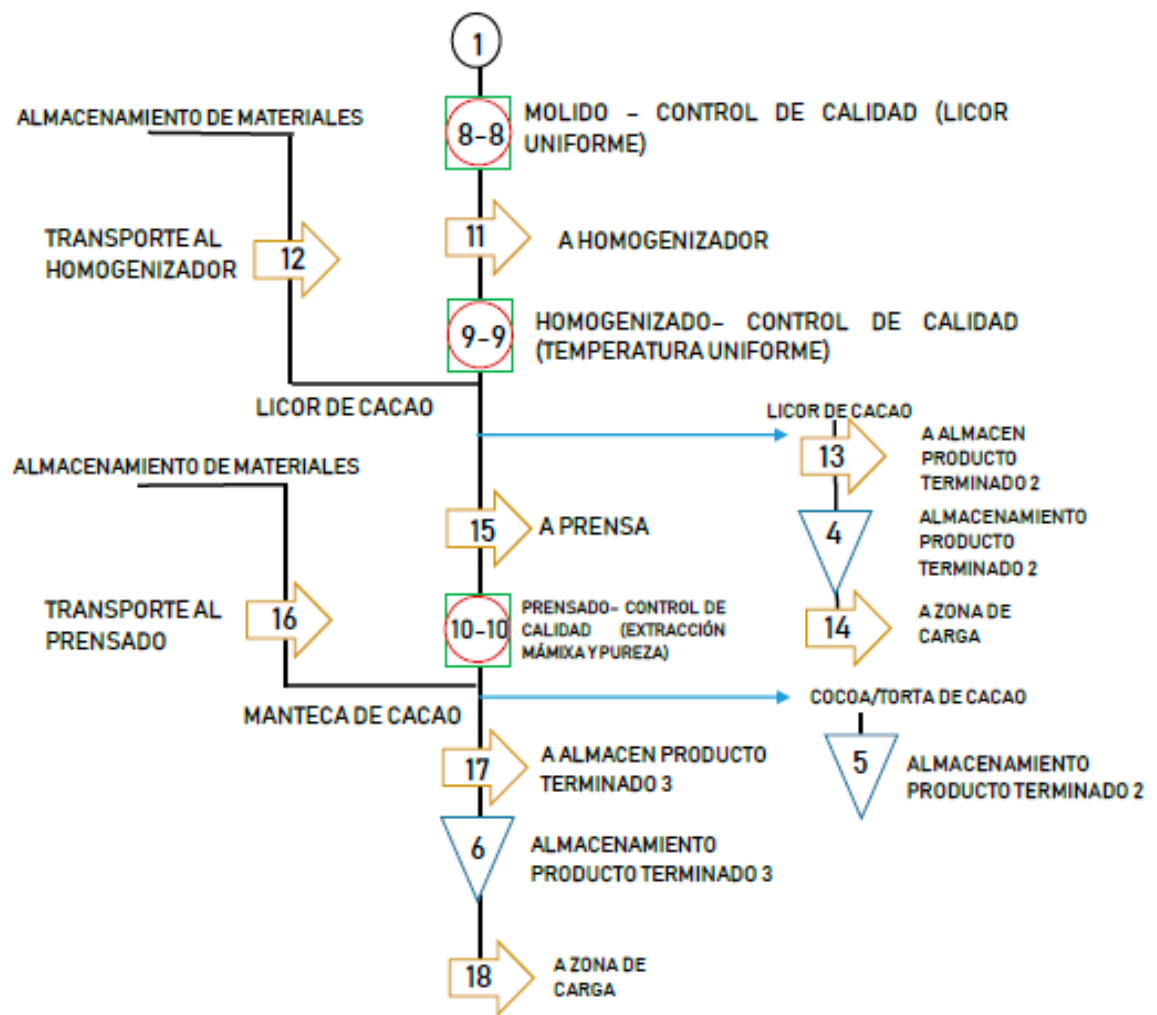 1
ALMACENAMIENTO DE MATERIALES
8-8
MOLIDO - CONTROL DE CALIDAD (LICOR
UNIFORME)
TRANSPORTE AL
HOMOGENIZADOR
12
11
A HOMOGENIZADOR
9-9
HOMOGENIZADO- CONTROL DE CALIDAD
(TEMPERATURA UNIFORME)
LICOR DE CACAO
LICOR DE CACAO
13
A ALMACEN
PRODUCTO
TERMINADO 2
ALMACENAMIENTO DE MATERIALES
15
A PRENSA
4
ALMACENAMIENTO
PRODUCTO
TERMINADO 2
TRANSPORTE AL
PRENSADO
16
10-10
PRENSADO- CONTROL DE
CALIDAD (EXTRACCIÓN
MÁMIXA Y PUREZA)
14
A ZONA DE
CARGA
MANTECA DE CACAO
COCOA/TORTA DE CACAO
17
A ALMACEN PRODUCTO
TERMINADO 3
5
ALMACENAMIENTO
PRODUCTO TERMINADO 2
6
ALMACENAMIENTO
PRODUCTO TERMINADO 3
18
A ZONA DE
CARGA